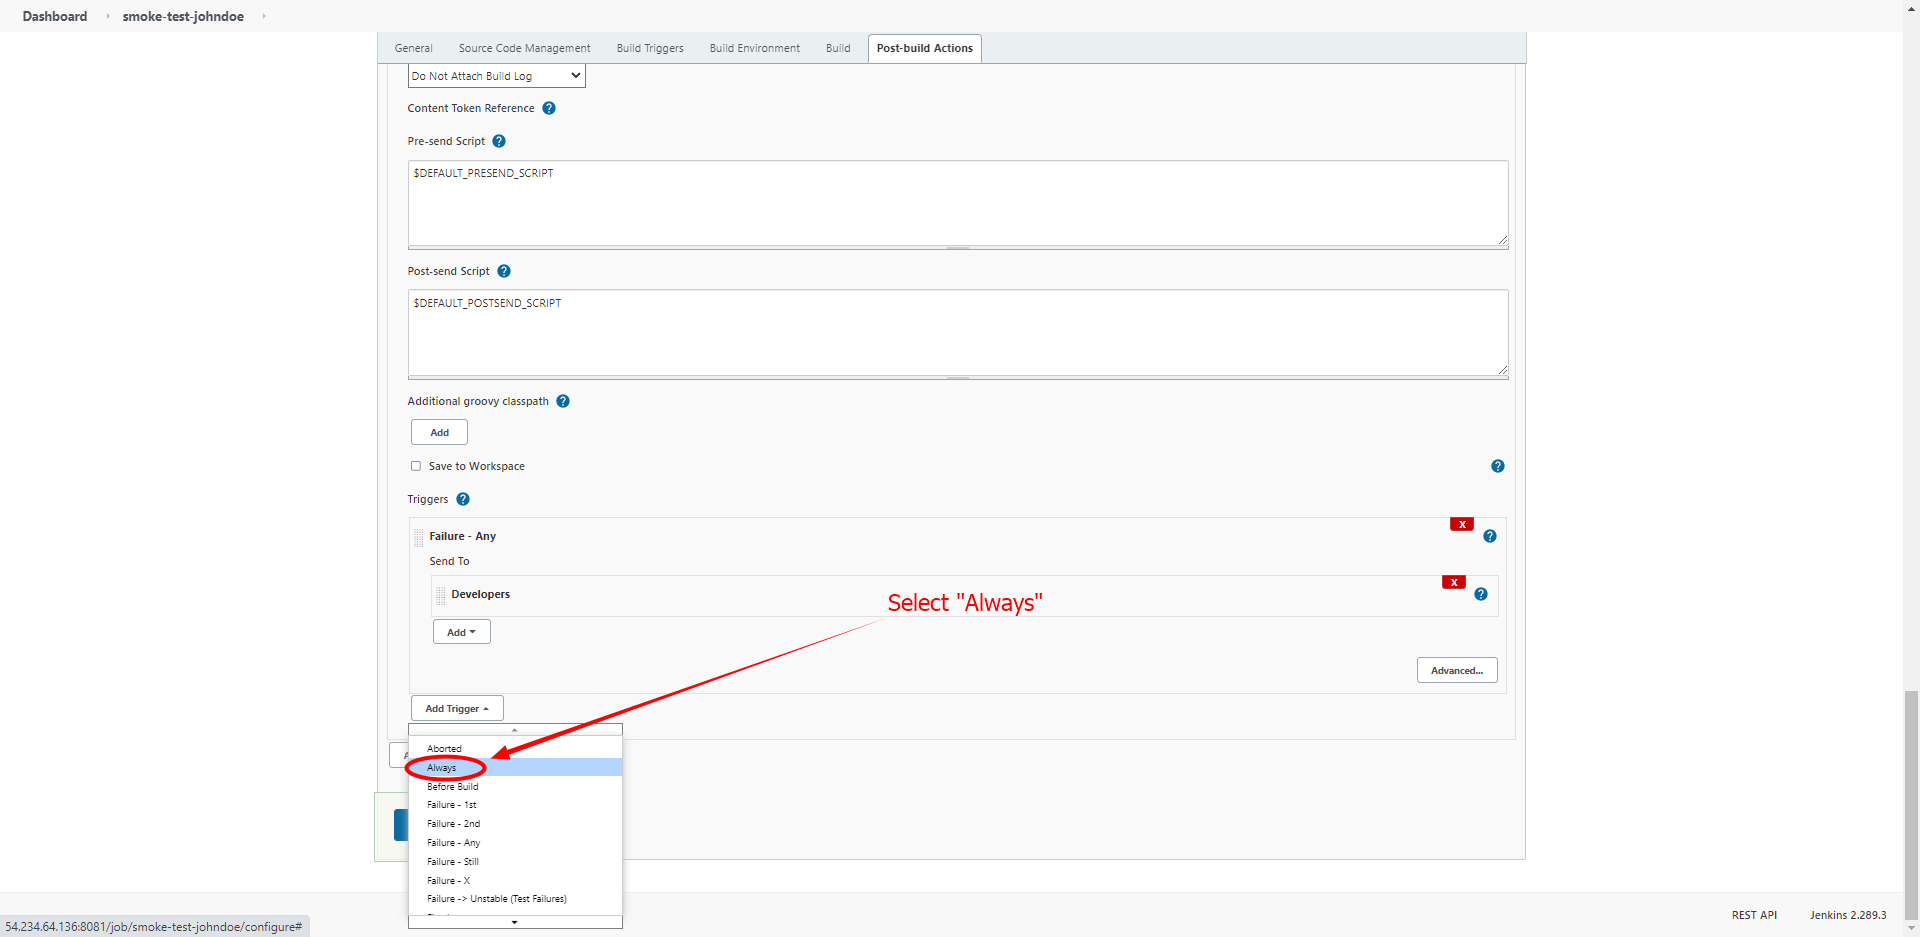 Dashboard
smoke-test-johndoe
General
Source Code Management
Build Triggers
Build Environment
Build
Post-build Actions
Do Not Attach Build Log
Content Token Reference
Pre-send Script
$DEFAULT_PRESEND_SCRIPT
Post-send Script
$DEFAULT_POSTSEND_SCRIPT
Additional groovy classpath
Add
Save to Workspace
Triggers
X
Failure - Any
Send To
X
Developers
Select "Always"
Add
Advanced...
Add Trigger
Aborted
Always
Before Build
Failure - 1st
Failure - 2nd
Failure - Any
Failure - Still
Failure - X
Failure -> Unstable (Test Failures)
REST API
Jenkins 2.289.3
54.234.64.136:8081/job/smoke-test-johndoe/configure#